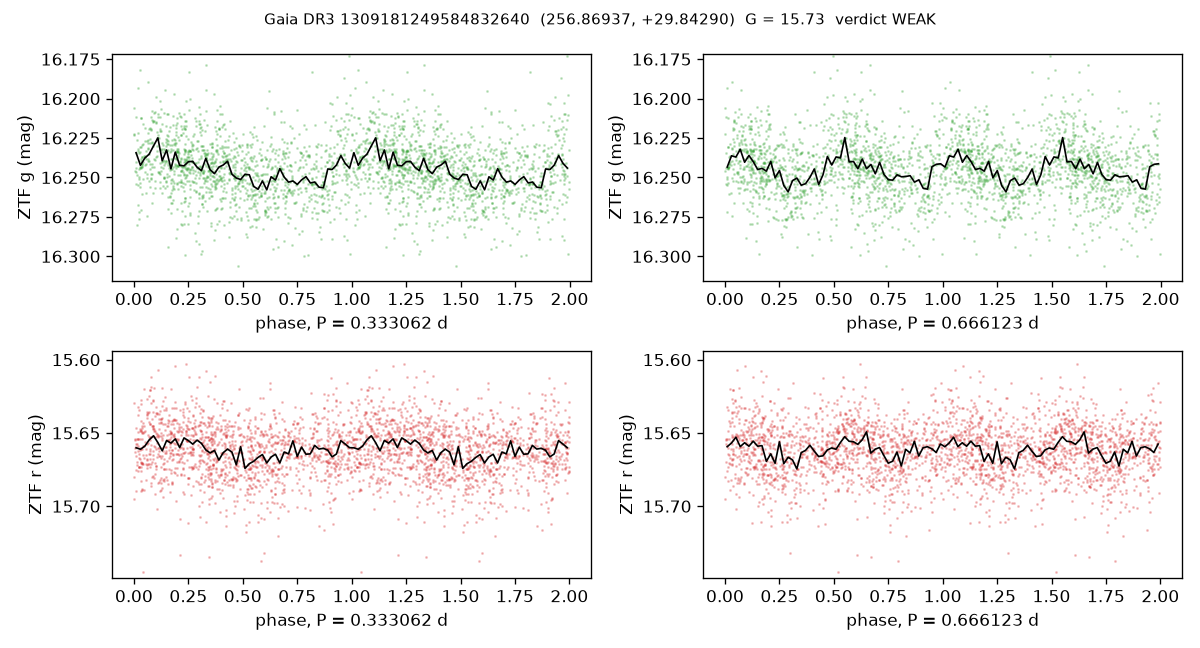 Gaia DR3 1309181249584832640 (256.86937, +29.84290) G = 15.73 verdict WEAK
ZTF g (mag)
16.175
16.200
16.225
16.250
16.275
16.300
0.00 0.25 0.50 0.75 1.00 1.25 1.50 1.75 2.00
phase, P = 0.333062 d
ZTF g (mag)
16.175
16.200
16.225
16.250
16.275
16.300
0.00 0.25 0.50 0.75 1.00 1.25 1.50 1.75 2.00
phase, P = 0.666123 d
ZTF r (mag)
15.60
15.65
15.70
0.00 0.25 0.50 0.75 1.00 1.25 1.50 1.75 2.00
phase, P = 0.333062 d
ZTF r (mag)
15.60
15.65
15.70
0.00 0.25 0.50 0.75 1.00 1.25 1.50 1.75 2.00
phase, P = 0.666123 d